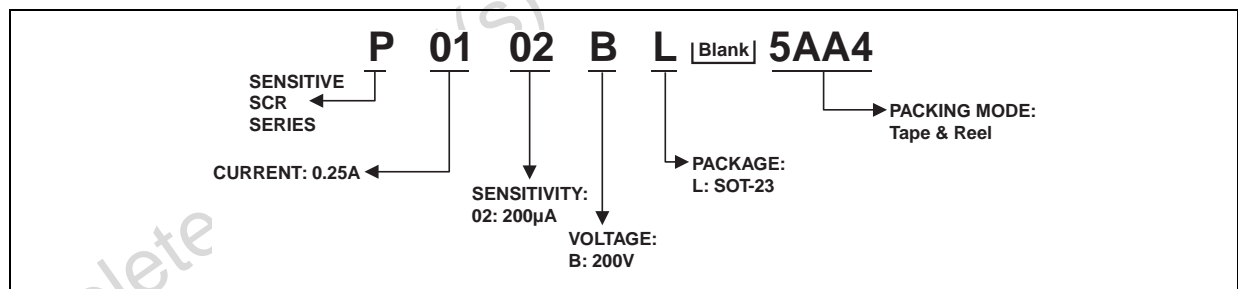 P 01 02 B L Blank 5AA4
SENSITIVE
SCR
SERIES
PACKING MODE:
Tape & Reel
CURRENT: 0.25A
PACKAGE:
L: SOT-23
SENSITIVITY:
02: 200µA
VOLTAGE:
B: 200V
lete
(s)